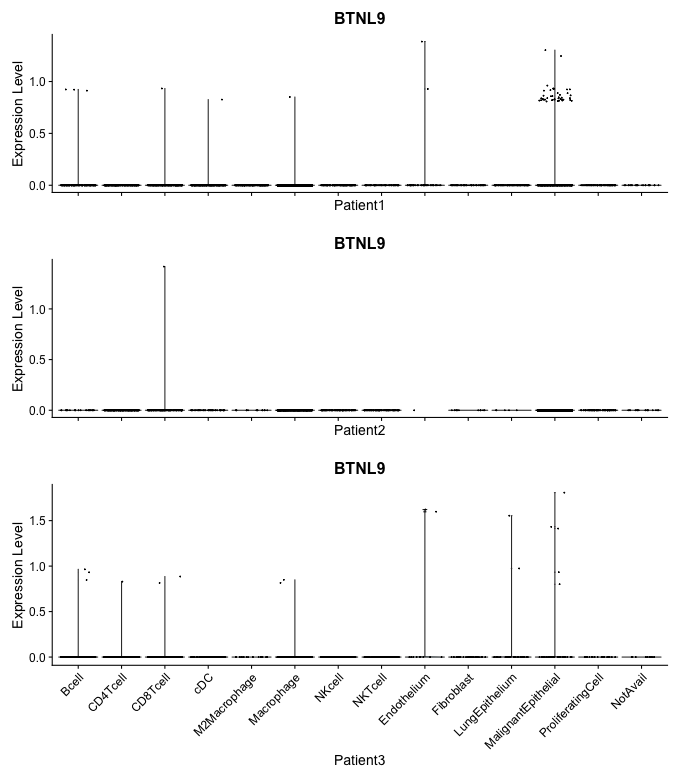 BTNL9
Expression Level
1.0
0.5
0.0
Patient1
BTNL9
Expression Level
1.0
0.5
0.0
Patient2
BTNL9
Expression Level
1.5
1.0
0.5
0.0
Bcell
CD4Tcell
CD8Tcell
cDC
M2Macrophage
Macrophage
NKcell
NKTcell
Endothelium
Fibroblast
LungEpithelium
MalignantEpithelial
ProliferatingCell
NotAvail
Patient3